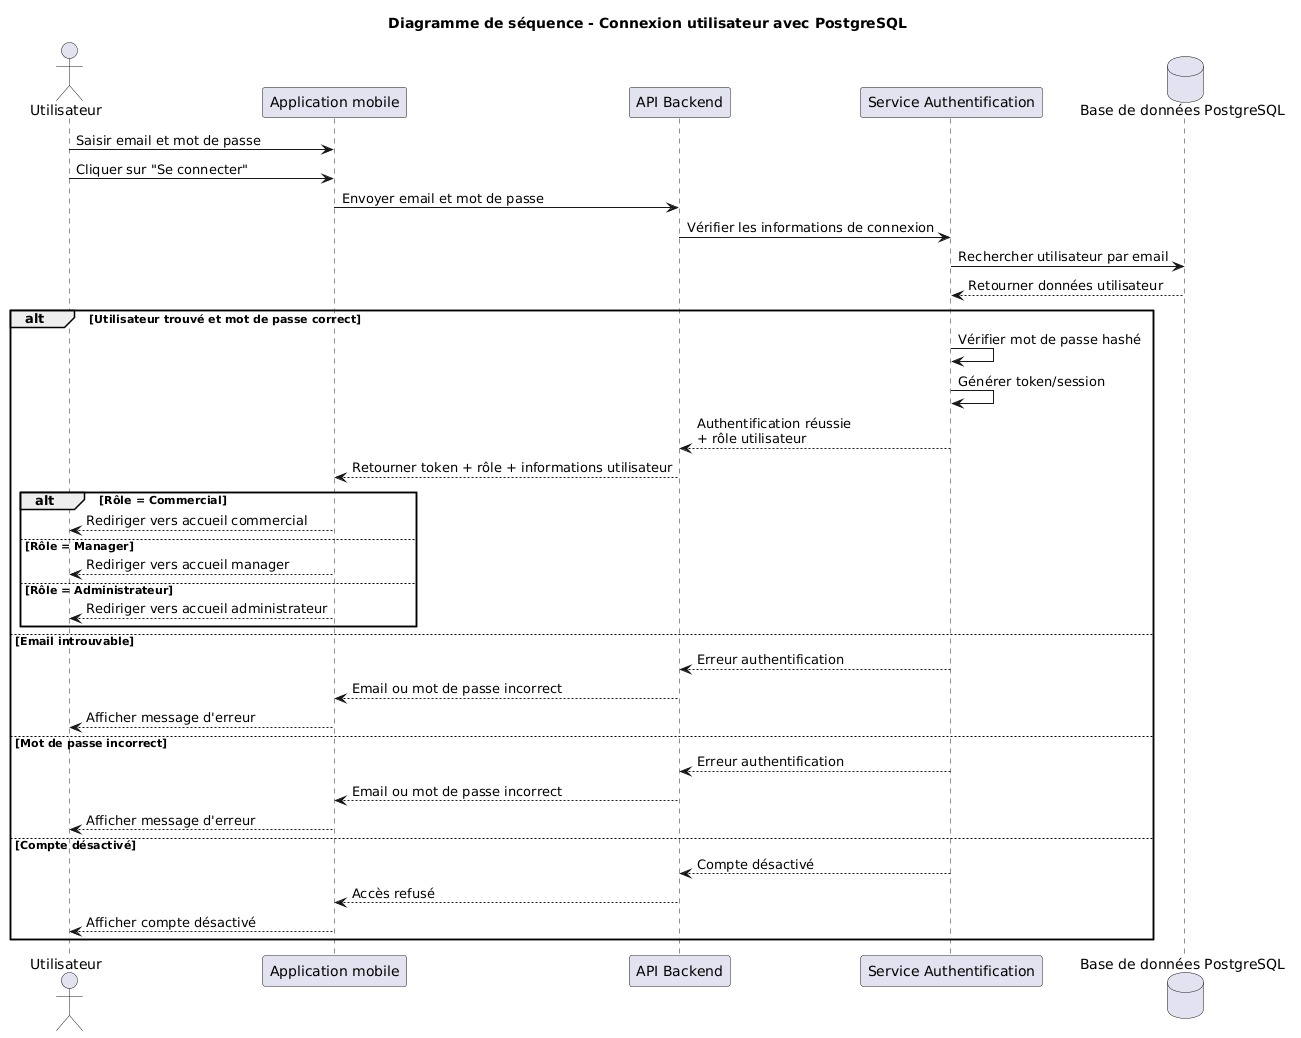 Diagramme de séquence - Connexion utilisateur avec PostgreSQL
Utilisateur
Application mobile
API Backend
Service Authentification
Base de données PostgreSQL
Saisir email et mot de passe
Cliquer sur "Se connecter"
Envoyer email et mot de passe
Vérifier les informations de connexion
Rechercher utilisateur par email
Retourner données utilisateur
alt [Utilisateur trouvé et mot de passe correct]
Vérifier mot de passe hashé
Générer token/session
Authentification réussie
+ rôle utilisateur
Retourner token + rôle + informations utilisateur
alt [Rôle = Commercial]
Rediriger vers accueil commercial
[Rôle = Manager]
Rediriger vers accueil manager
[Rôle = Administrateur]
Rediriger vers accueil administrateur
[Email introuvable]
Erreur authentification
Email ou mot de passe incorrect
Afficher message d'erreur
[Mot de passe incorrect]
Erreur authentification
Email ou mot de passe incorrect
Afficher message d'erreur
[Compte désactivé]
Compte désactivé
Accès refusé
Afficher compte désactivé
Utilisateur
Application mobile
API Backend
Service Authentification
Base de données PostgreSQL